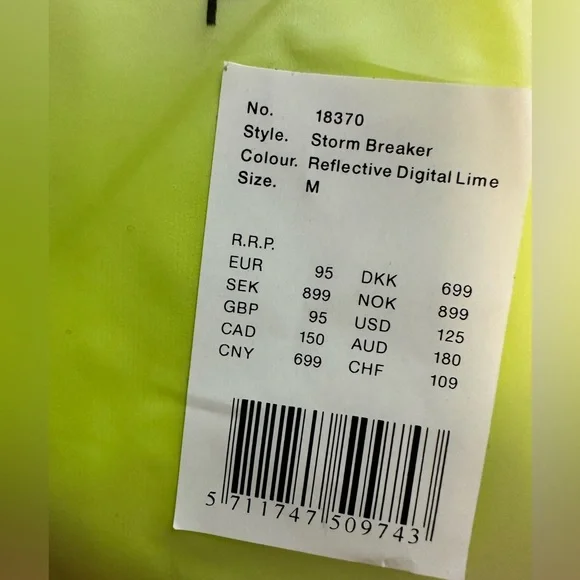 No. 18370
Style. Storm Breaker
Colour. Reflective Digital Lime
Size. M
R.R.P.
EUR 95 DKK 699
SEK 899 NOK 899
GBP 95 USD 125
CAD 150 AUD 180
CNY 699 CHF 109
5 711747 509743